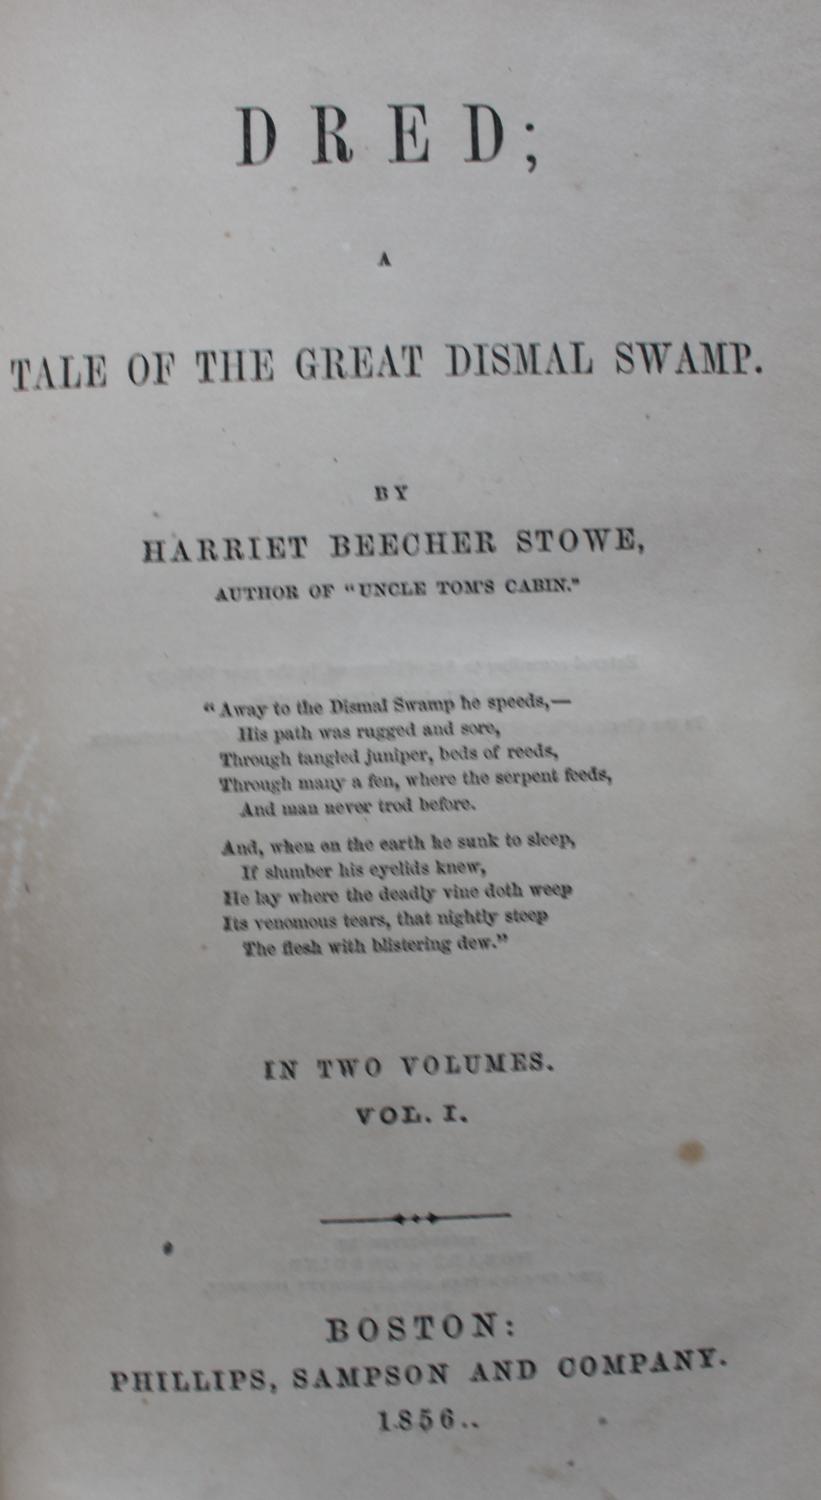 DRED;
A
TALE OF THE GREAT DISMAL SWAMP.
BY
HARRIET BEECHER STOWE,
AUTHOR OF "UNCLE TOM'S CABIN."
"Away to the Dismal Swamp he speeds,—
His path was rugged and sore,
Through tangled juniper, beds of reeds,
Through many a fen, where the serpent feeds,
And man never trod before.
And, when on the earth he sunk to sleep,
If slumber his eyelids knew,
He lay where the deadly vine doth weep
Its venomous tears, that nightly steep
The flesh with blistering dew."
IN TWO VOLUMES.
VOL. I.
BOSTON:
PHILLIPS, SAMPSON AND COMPANY.
1856..